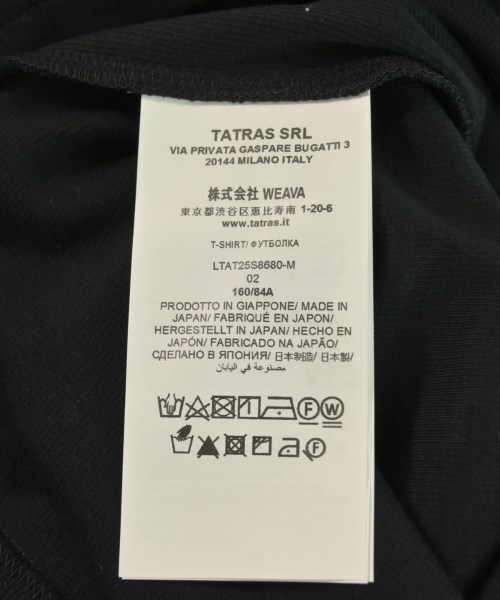 TATRAS SRL
VIA PRIVATA GASPARE BUGATTI 3
20144 MILANO ITALY
株式会社 WEAVA
東京都渋谷区恵比寿南 1-20-6
www.tatras.it
T-SHIRT/ ФУТБОЛКА
LTAT25S8680-M
02
160/84A
PRODOTTO IN GIAPPONE/ MADE IN
JAPAN/ FABRIQUÉ EN JAPON/
HERGESTELLT IN JAPAN/ HECHO EN
JAPÓN/ FABRICADO NA JAPÃO/
СДЕЛАНО В ЯПОНИЯ/ 日本制造/ 日本製/
مصنوعة في اليابان